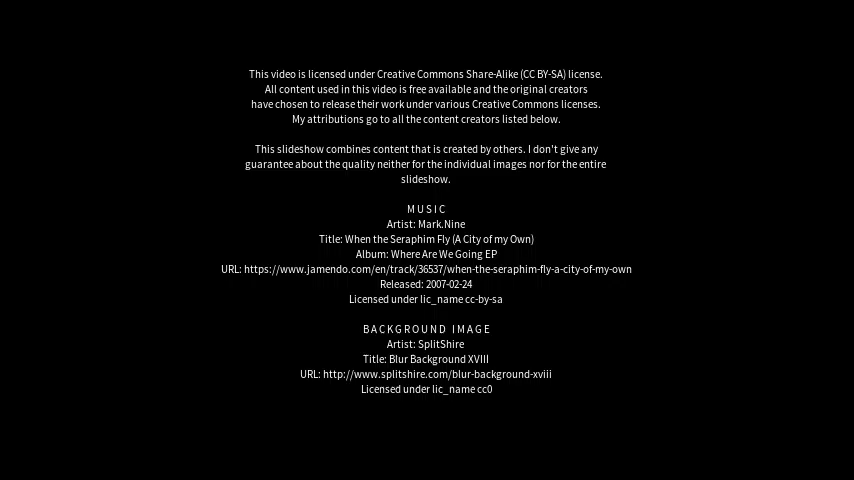 This video is licensed under Creative Commons Share-Alike (CC BY-SA) license.
All content used in this video is free available and the original creators
have chosen to release their work under various Creative Commons licenses.
My attributions go to all the content creators listed below.
This slideshow combines content that is created by others. I don't give any
guarantee about the quality neither for the individual images nor for the entire
slideshow.
MUSIC
Artist: Mark.Nine
Title: When the Seraphim Fly (A City of my Own)
Album: Where Are We Going EP
URL: https://www.jamendo.com/en/track/36537/when-the-seraphim-fly-a-city-of-my-own
Released: 2007-02-24
Licensed under lic_name cc-by-sa
BACKGROUND IMAGE
Artist: SplitShire
Title: Blur Background XVIII
URL: http://www.splitshire.com/blur-background-xviii
Licensed under lic_name cc0